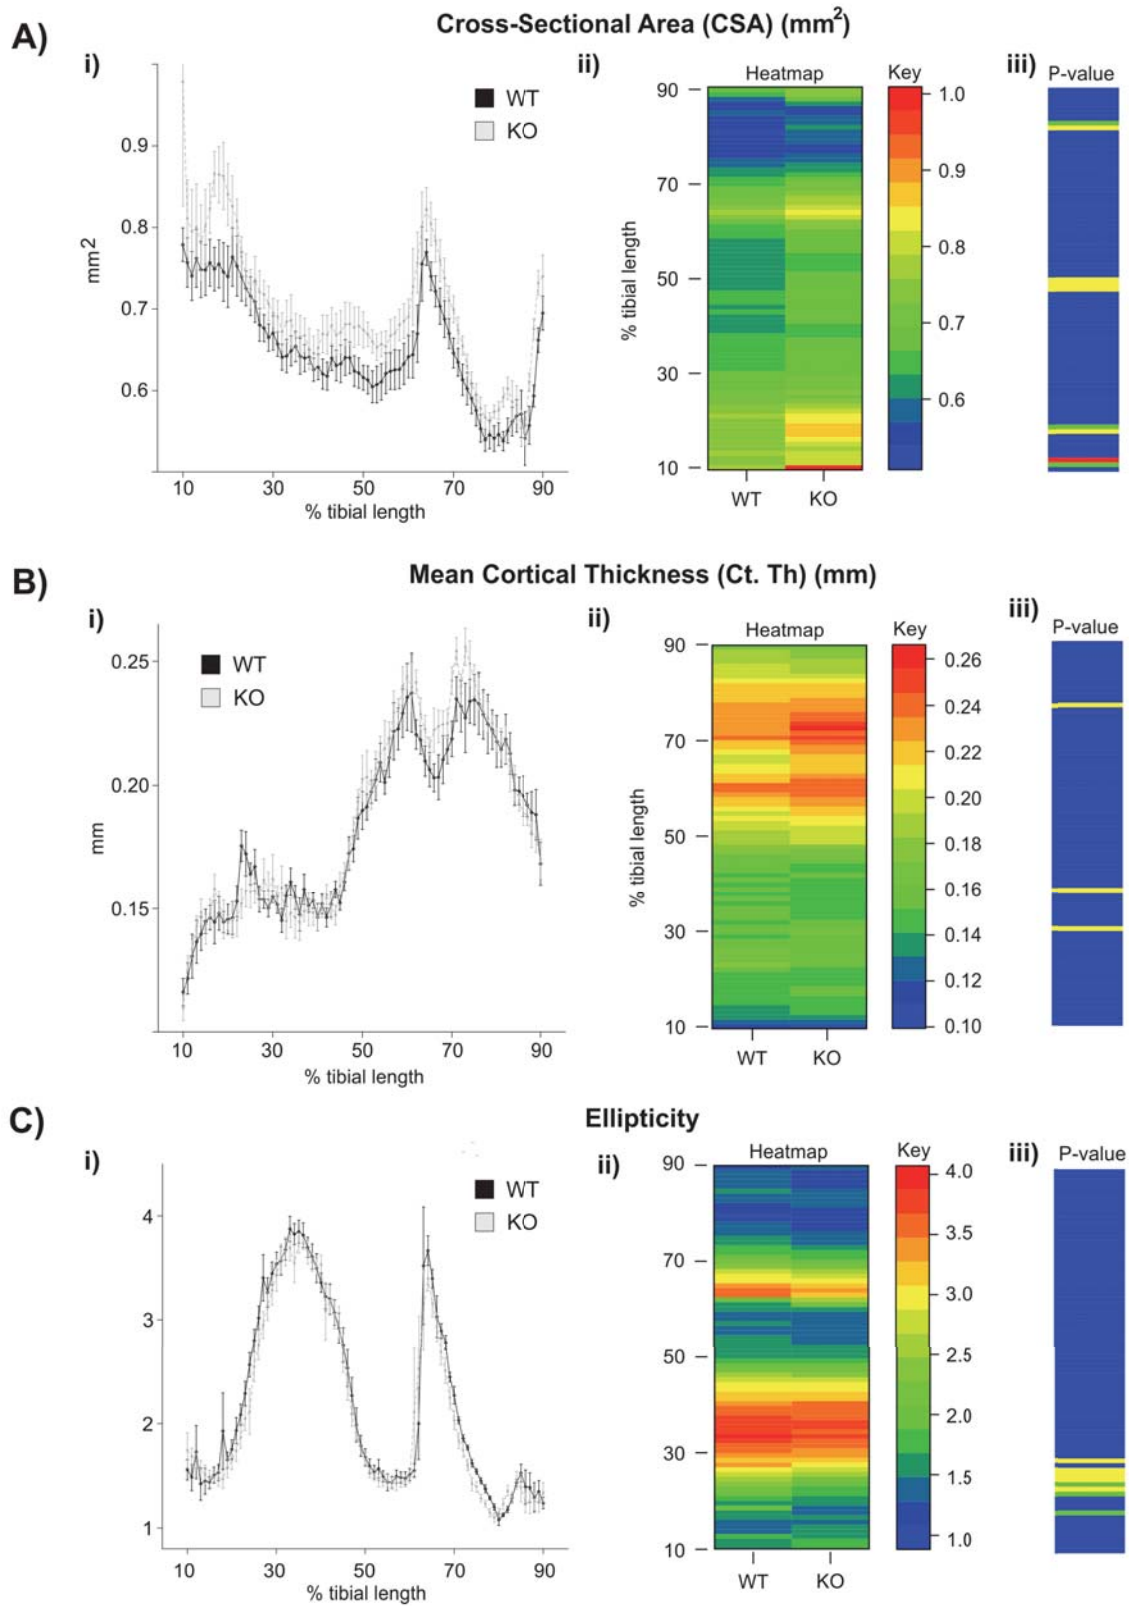 Cross-Sectional Area (CSA) (mm2)
A)
i)
ii)
iii)
Heatmap
Key
P-value
WT
KO
mm2
0.9
0.8
0.7
0.6
10
30
50
70
90
% tibial length
90
70
50
30
10
% tibial length
WT
KO
1.0
0.9
0.8
0.7
0.6
Mean Cortical Thickness (Ct. Th) (mm)
B)
i)
ii)
iii)
Heatmap
Key
P-value
WT
KO
mm
0.25
0.20
0.15
10
30
50
70
90
% tibial length
90
70
50
30
10
% tibial length
WT
KO
0.26
0.24
0.22
0.20
0.18
0.16
0.14
0.12
0.10
Ellipticity
C)
i)
ii)
iii)
Heatmap
Key
P-value
WT
KO
4
3
2
1
10
30
50
70
90
% tibial length
90
70
50
30
10
WT
KO
4.0
3.5
3.0
2.5
2.0
1.5
1.0